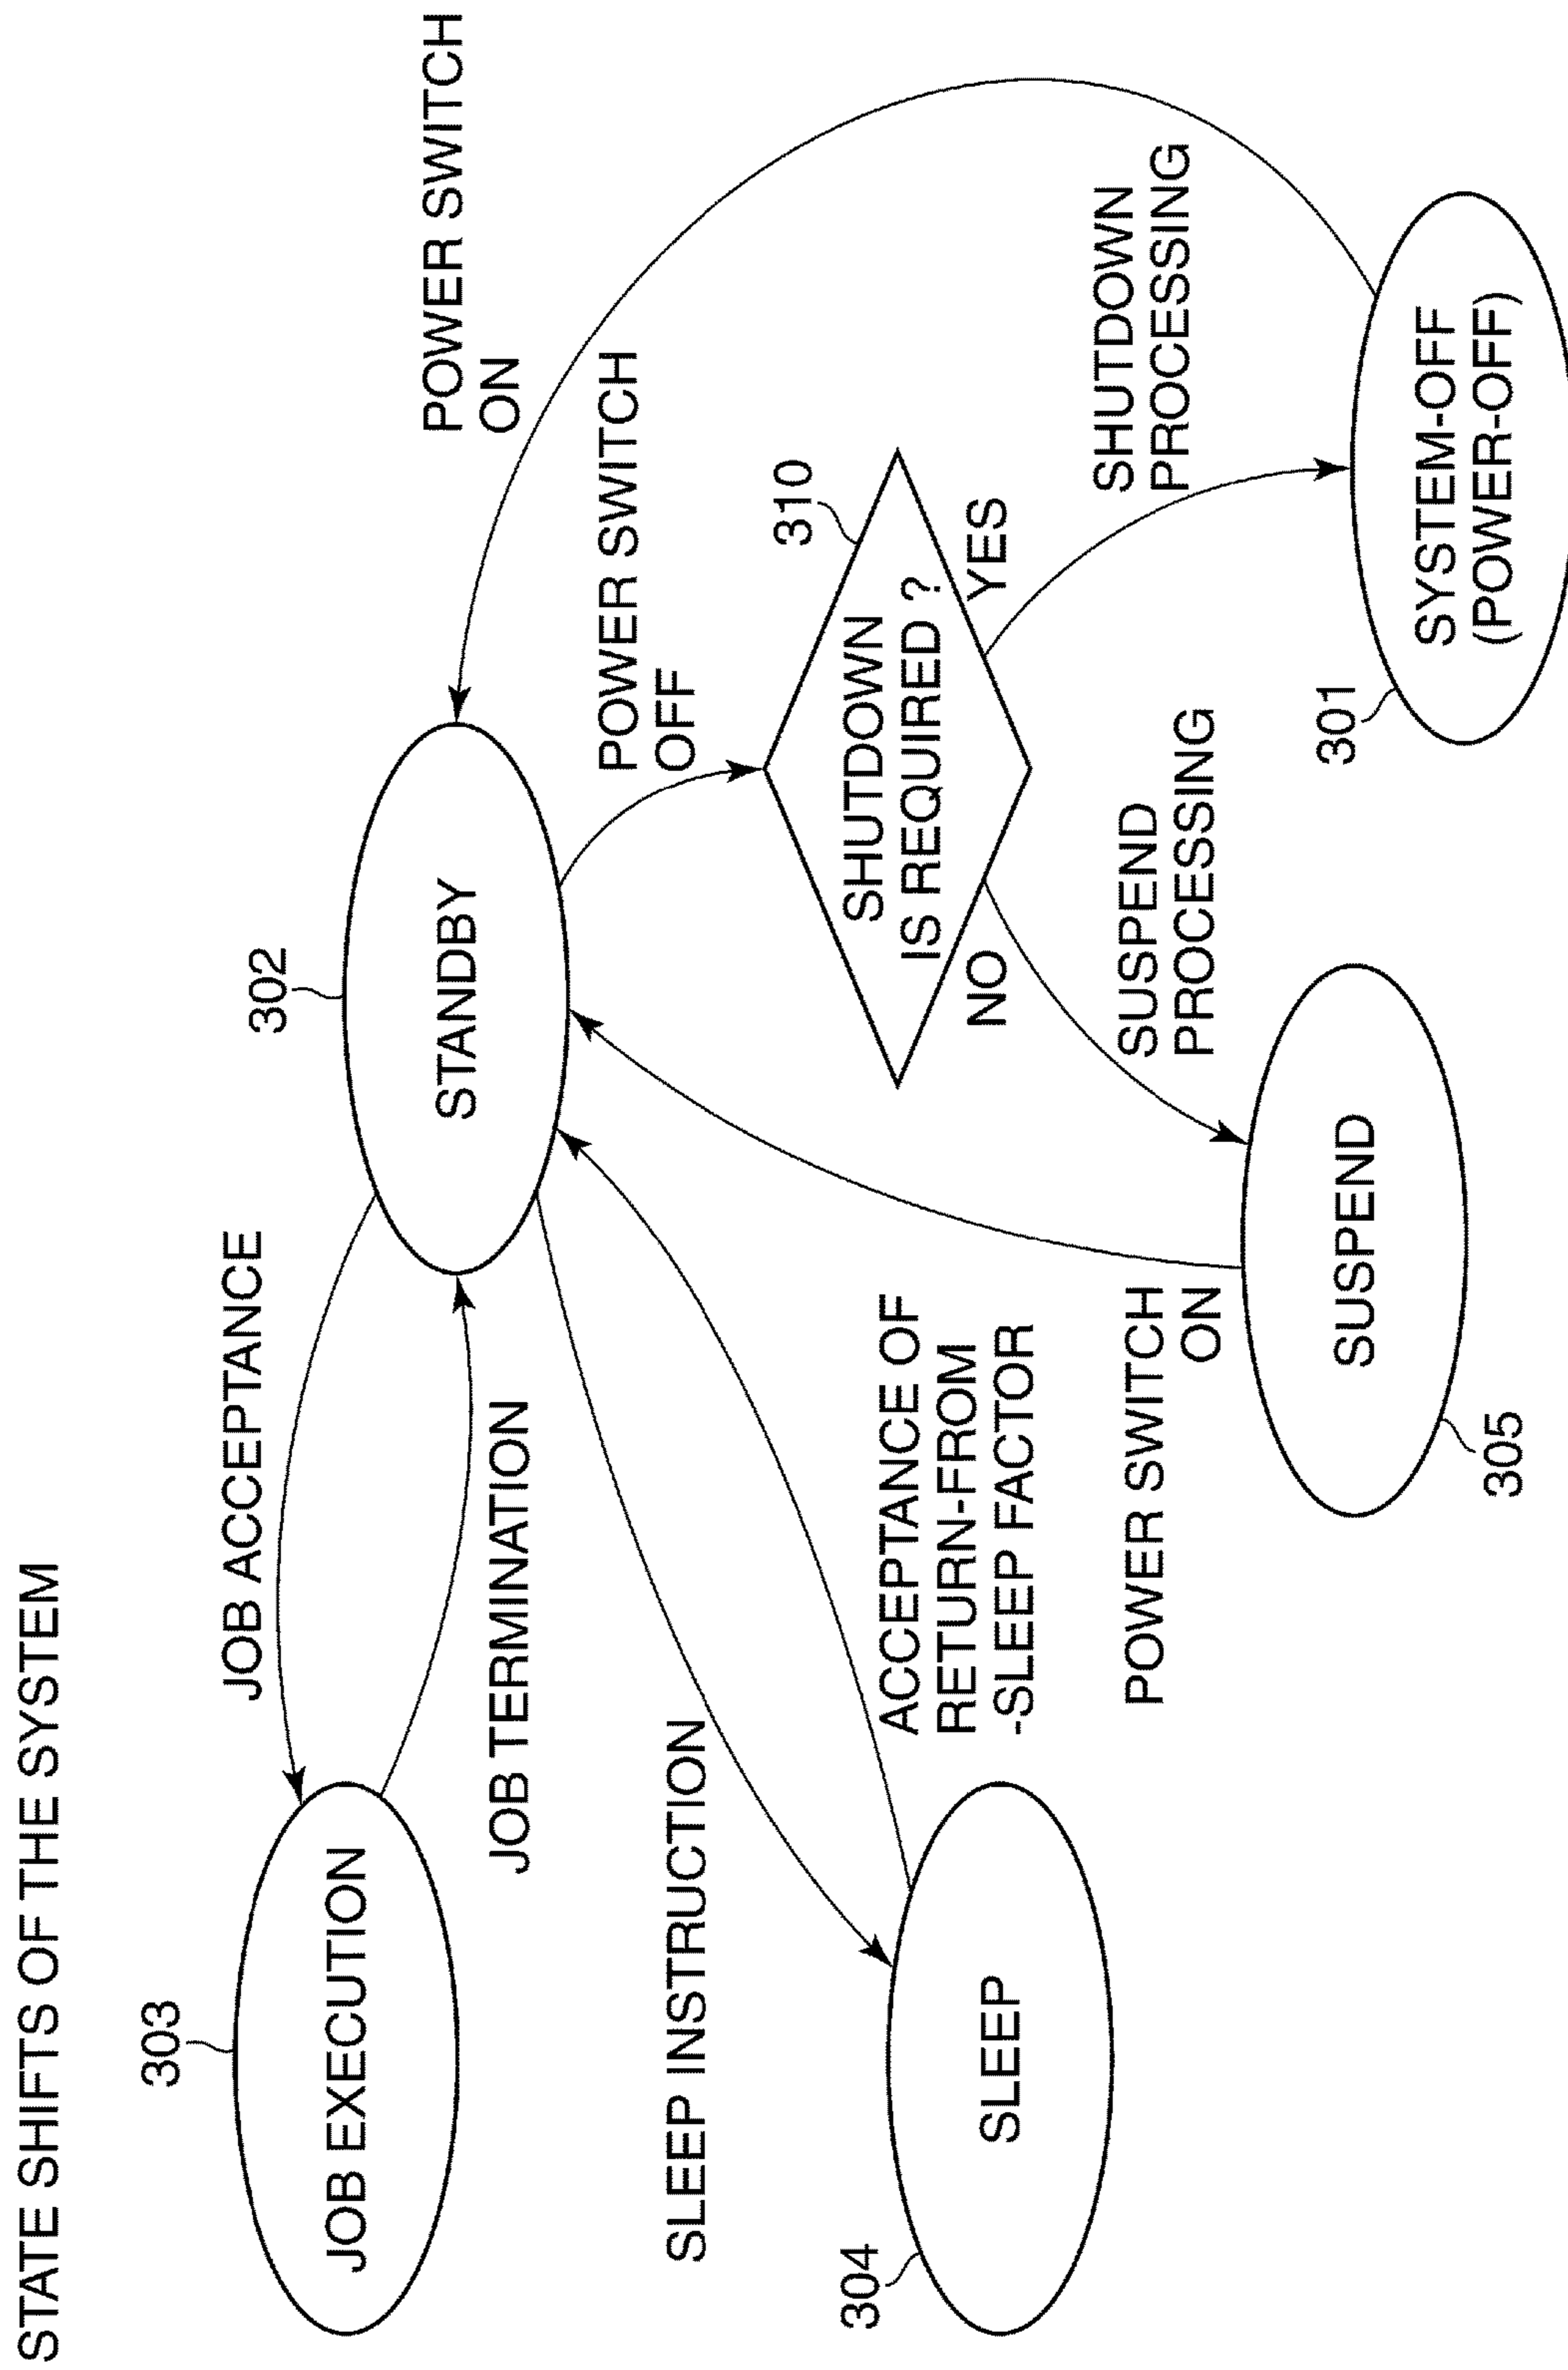 STATE SHIFTS OF THE SYSTEM
303
JOB EXECUTION
JOB ACCEPTANCE
JOB TERMINATION
302
STANDBY
POWER SWITCH
ON
SLEEP INSTRUCTION
304
SLEEP
ACCEPTANCE OF
RETURN-FROM
-SLEEP FACTOR
POWER SWITCH
OFF
310
SHUTDOWN
IS REQUIRED ?
NO
YES
POWER SWITCH
ON
SUSPEND
PROCESSING
SHUTDOWN
PROCESSING
305
SUSPEND
301
SYSTEM-OFF
(POWER-OFF)